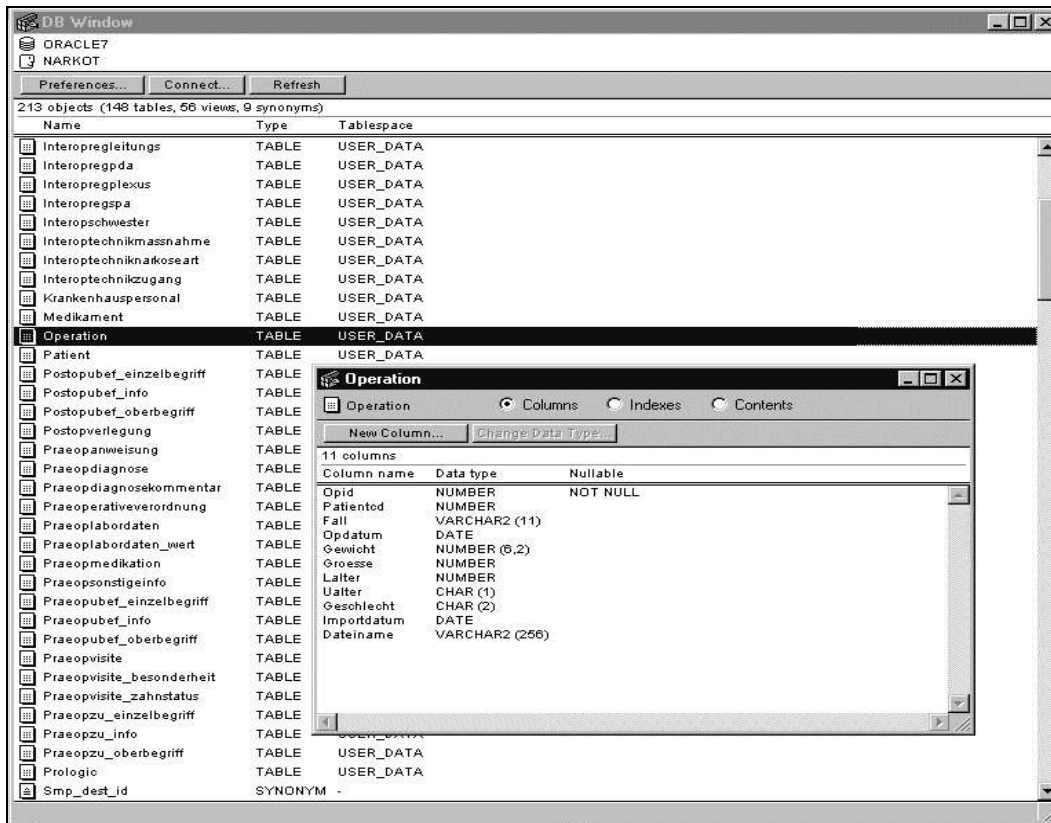 DB Window
ORACLE7
NARKOT
Preferences... Connect... Refresh
213 objects (148 tables, 56 views, 9 synonyms)
Name Type Tablespace
Interopregleitungs TABLE USER_DATA
Interopregpda TABLE USER_DATA
Interopregplexus TABLE USER_DATA
Interopregspa TABLE USER_DATA
Interopschwester TABLE USER_DATA
Interoptechnikmassnahme TABLE USER_DATA
Interoptechniknarkoseart TABLE USER_DATA
Interoptechnikzugang TABLE USER_DATA
Krankenhauspersonal TABLE USER_DATA
Medikament TABLE USER_DATA
Operation TABLE USER_DATA
Patient TABLE USER_DATA
Postopubef_einzelbegriff TABLE
Postopubef_info TABLE
Postopubef_oberbegriff TABLE
Postopverlegung TABLE
Praeopanweisung TABLE
Praeopdiagnose TABLE
Praeopdiagnosekommentar TABLE
Praeoperativeverordnung TABLE
Praeoplabordaten TABLE
Praeoplabordaten_wert TABLE
Praeopmedikation TABLE
Praeopsonstigeinfo TABLE
Praeopubef_einzelbegriff TABLE
Praeopubef_info TABLE
Praeopubef_oberbegriff TABLE
Praeopvisite TABLE
Praeopvisite_besonderheit TABLE
Praeopvisite_zahnstatus TABLE
Praeopzu_einzelbegriff TABLE
Praeopzu_info TABLE USER_DATA
Praeopzu_oberbegriff TABLE USER_DATA
Prologic TABLE USER_DATA
Smp_dest_id SYNONYM -
Operation
Operation Columns Indexes Contents
New Column... Change Data Type...
11 columns
Column name Data type Nullable
Opid NUMBER NOT NULL
Patientcd NUMBER
Fall VARCHAR2 (11)
Opdatum DATE
Gewicht NUMBER (6,2)
Groesse NUMBER
Lalter NUMBER
Ualter CHAR (1)
Geschlecht CHAR (2)
Importdatum DATE
Dateiname VARCHAR2 (256)